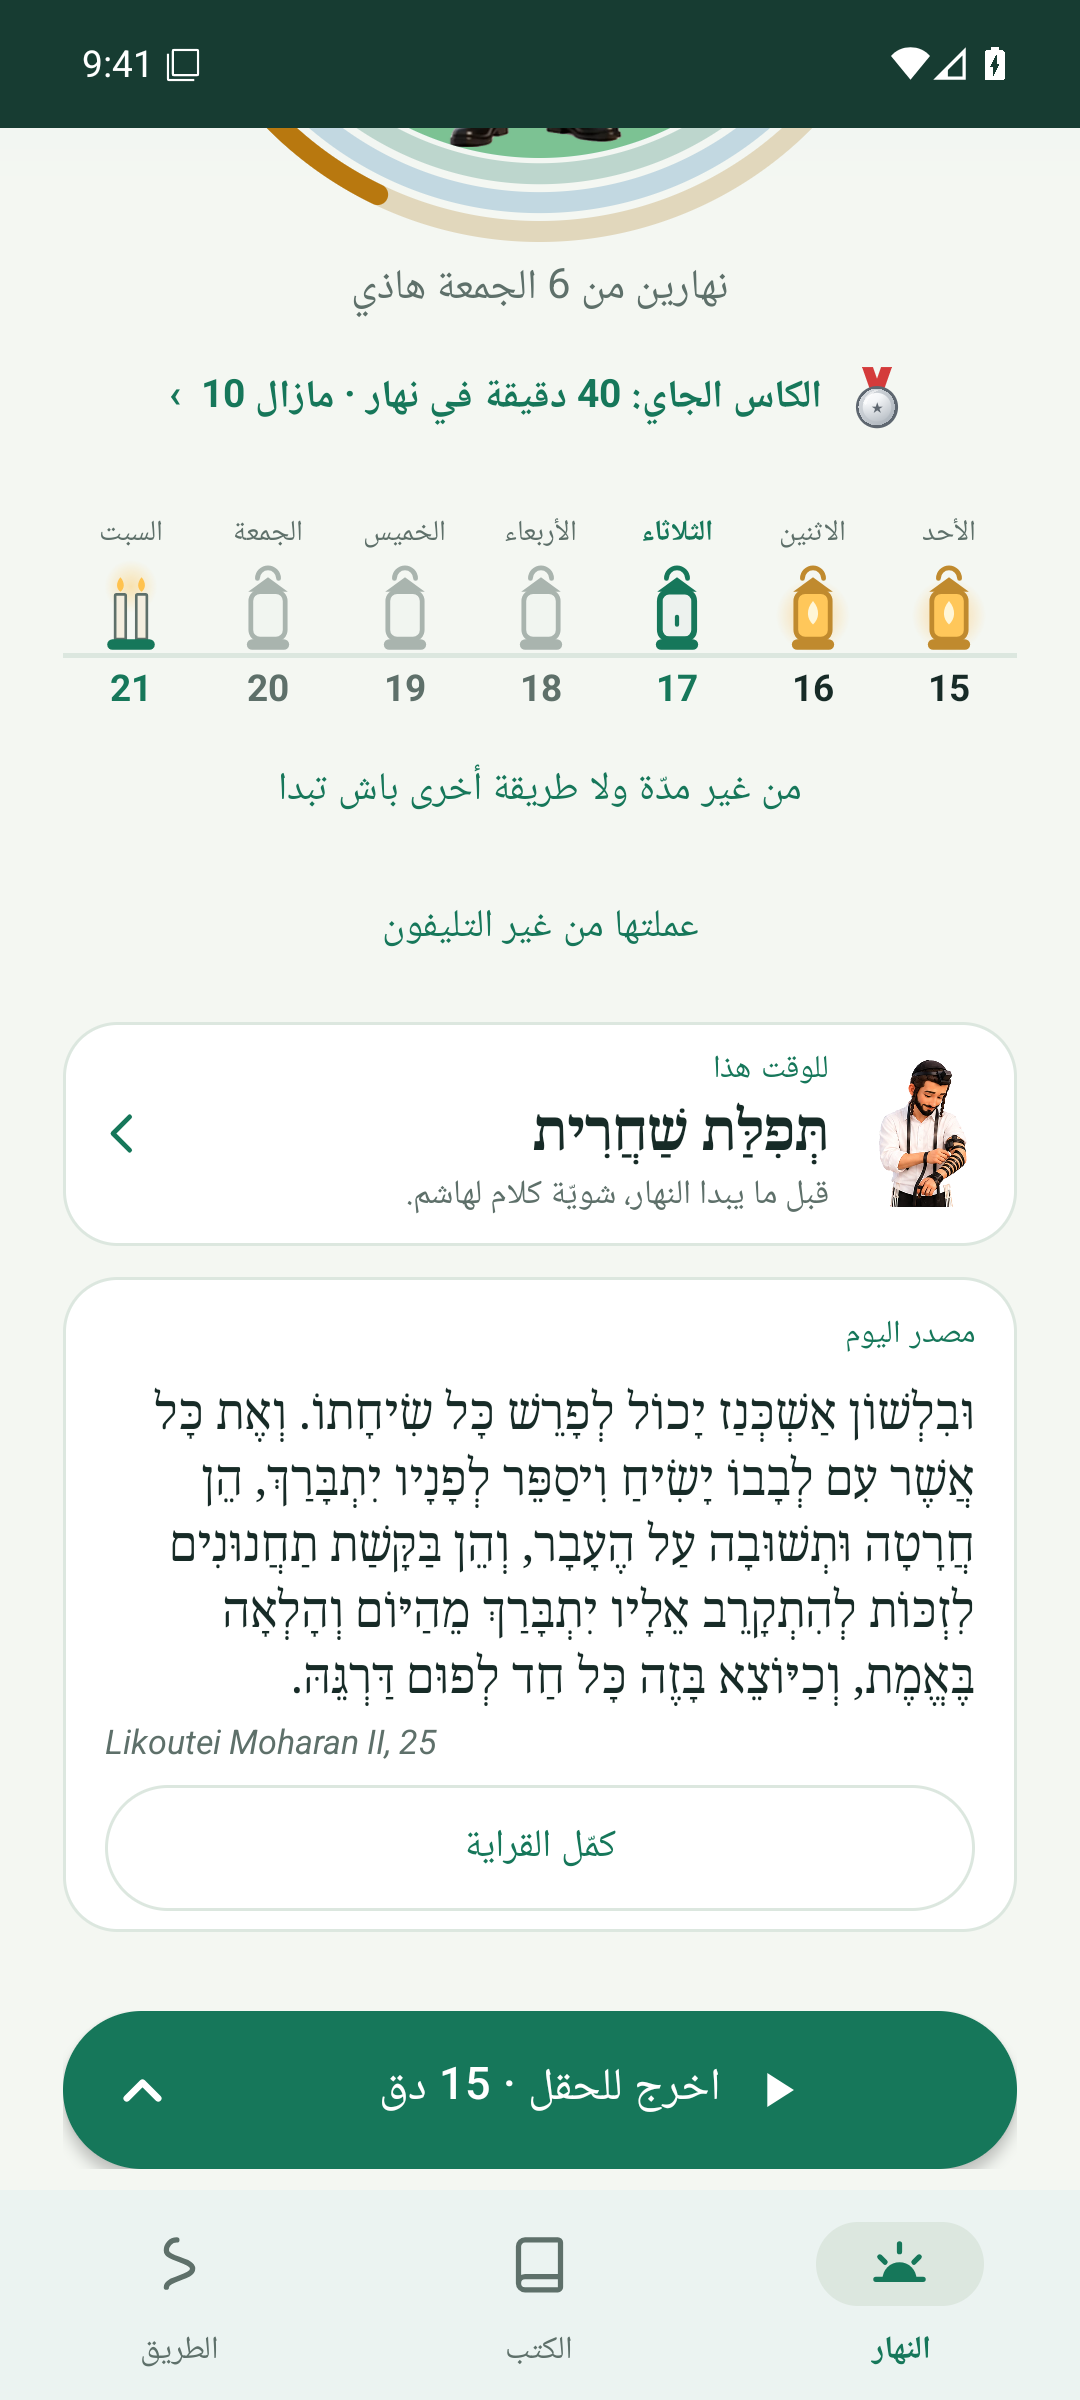 9:41
نهارين من 6 الجمعة هاذي
الكاس الجاي: 40 دقيقة في نهار · مازال 10 ›
الأحد الاثنين الثلاثاء الأربعاء الخميس الجمعة السبت
15 16 17 18 19 20 21
من غير مدّة ولا طريقة أخرى باش تبدا
عملتها من غير التليفون
للوقت هذا
תְּפִלַּת שַׁחֲרִית
قبل ما يبدا النهار، شويّة كلام لهاشم.
مصدر اليوم
וּבִלְשׁוֹן אַשְׁכְּנַז יָכוֹל לְפָרֵשׁ כָּל שִׂיחָתוֹ. וְאֶת כָּל
אֲשֶׁר עִם לְבָבוֹ יָשִׂיחַ וִיסַפֵּר לְפָנָיו יִתְבָּרַךְ, הֵן
חֲרָטָה וּתְשׁוּבָה עַל הֶעָבָר, וְהֵן בַּקָּשַׁת תַּחֲנוּנִים
לִזְכּוֹת לְהִתְקָרֵב אֵלָיו יִתְבָּרַךְ מֵהַיּוֹם וְהָלְאָה
בֶּאֱמֶת, וְכַיּוֹצֵא בָּזֶה כָּל חַד לְפוּם דַּרְגֵּהּ.
Likoutei Moharan II, 25
كمّل القراية
اخرج للحقل · 15 دق
النهار
الكتب
الطريق